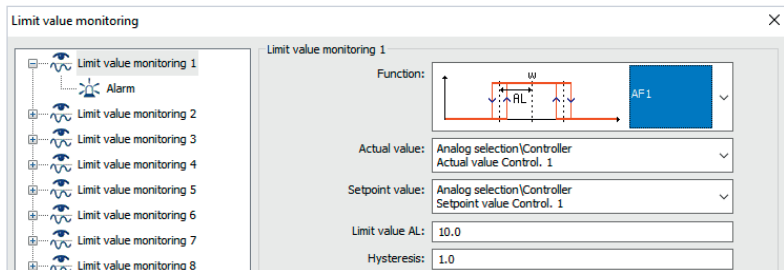 Limit value monitoring
Limit value monitoring 1
Alarm
Limit value monitoring 2
Limit value monitoring 3
Limit value monitoring 4
Limit value monitoring 5
Limit value monitoring 6
Limit value monitoring 7
Limit value monitoring 8
Limit value monitoring 1
Function:
w
AL
AF1
Actual value:
Analog selection\Controller
Actual value Control. 1
Setpoint value:
Analog selection\Controller
Setpoint value Control. 1
Limit value AL:
10.0
Hysteresis:
1.0